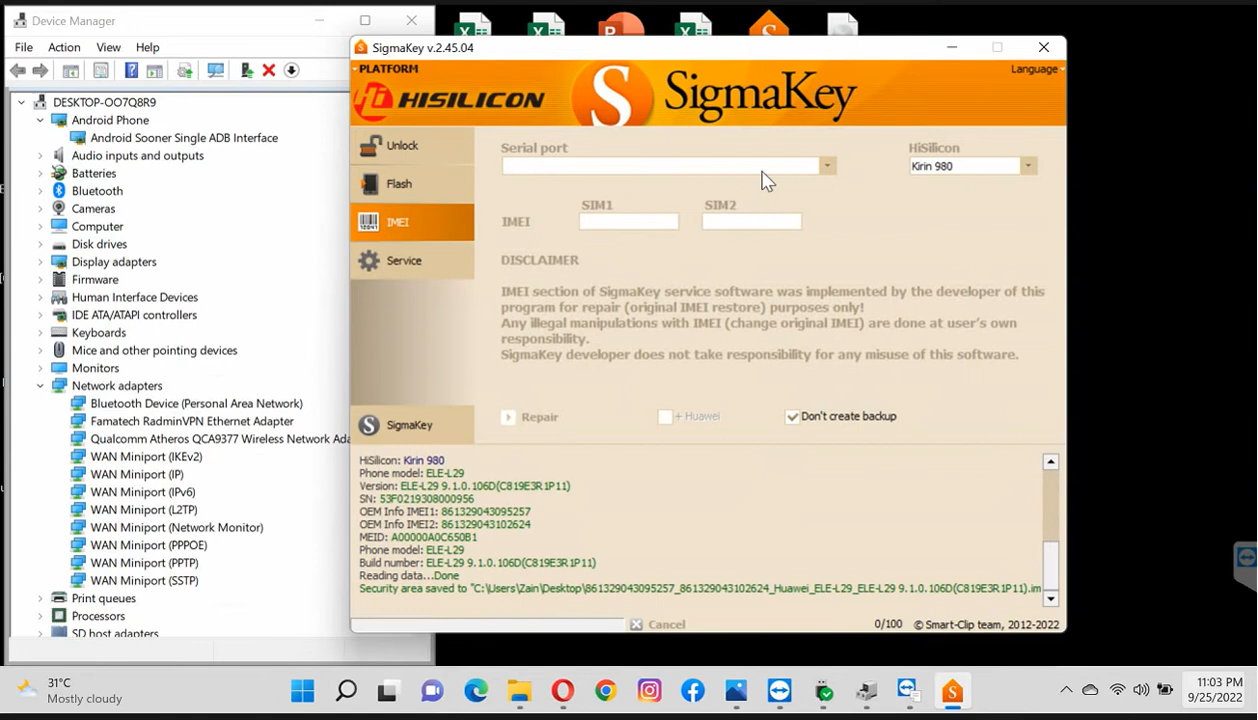 Device Manager
File Action View Help
DESKTOP-OO7Q8R9
Android Phone
Android Sooner Single ADB Interface
Audio inputs and outputs
Batteries
Bluetooth
Cameras
Computer
Disk drives
Display adapters
Firmware
Human Interface Devices
IDE ATA/ATAPI controllers
Keyboards
Mice and other pointing devices
Monitors
Network adapters
Bluetooth Device (Personal Area Network)
Famatech RadminVPN Ethernet Adapter
Qualcomm Atheros QCA9377 Wireless Network Ada
WAN Miniport (IKEv2)
WAN Miniport (IP)
WAN Miniport (IPv6)
WAN Miniport (L2TP)
WAN Miniport (Network Monitor)
WAN Miniport (PPPOE)
WAN Miniport (PPTP)
WAN Miniport (SSTP)
Print queues
Processors
SD host adapters
SigmaKey v.2.45.04
PLATFORM
Language
HISILICON
SigmaKey
Unlock
Flash
IMEI
Service
SigmaKey
Serial port
HiSilicon
Kirin 980
SIM1 SIM2
IMEI
DISCLAIMER
IMEI section of SigmaKey service software was implemented by the developer of this
program for repair (original IMEI restore) purposes only!
Any illegal manipulations with IMEI (change original IMEI) are done at user's own
responsibility.
SigmaKey developer does not take responsibility for any misuse of this software.
Repair + Huawei Don't create backup
HiSilicon: Kirin 980
Phone model: ELE-L29
Version: ELE-L29 9.1.0.106D(C819E3R1P11)
SN: 53F0219308000956
OEM Info IMEI1: 861329043095257
OEM Info IMEI2: 861329043102624
MEID: A00000A0C650B1
Phone model: ELE-L29
Build number: ELE-L29 9.1.0.106D(C819E3R1P11)
Reading data...Done
Security area saved to "C:\Users\Zain\Desktop\861329043095257_861329043102624_Huawei_ELE-L29_ELE-L29 9.1.0.106D(C819E3R1P11).im
Cancel
0/100 © Smart-Clip team, 2012-2022
31°C
Mostly cloudy
11:03 PM
9/25/2022